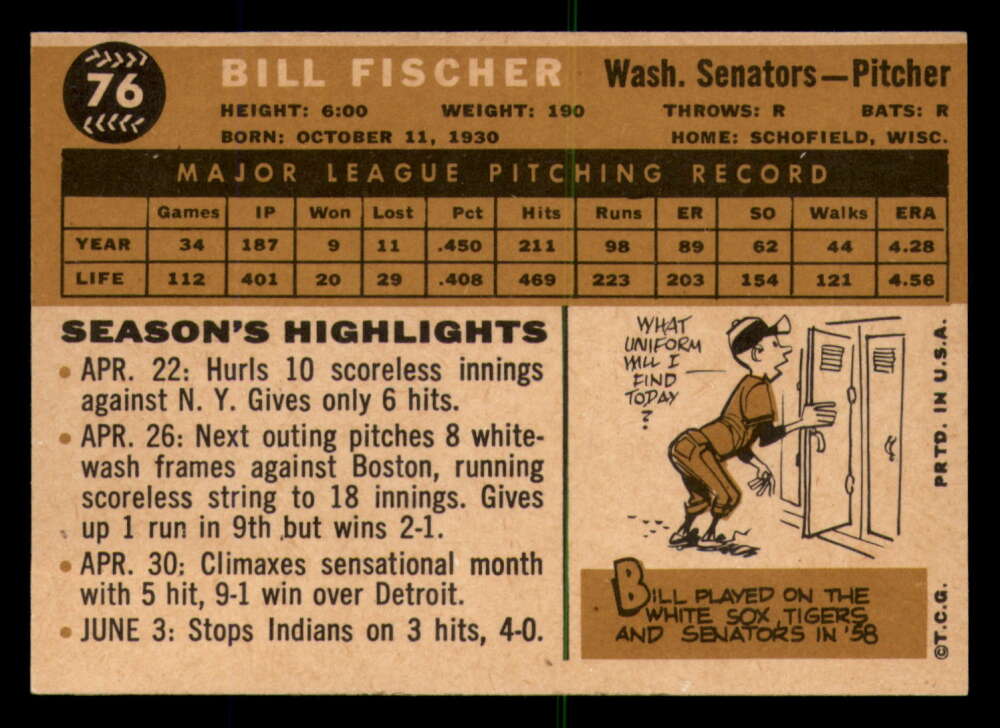 76
BILL FISCHER
Wash. Senators—Pitcher
HEIGHT: 6:00 WEIGHT: 190 THROWS: R BATS: R
BORN: OCTOBER 11, 1930 HOME: SCHOFIELD, WISC.
MAJOR LEAGUE PITCHING RECORD
Games IP Won Lost Pct Hits Runs ER SO Walks ERA
YEAR 34 187 9 11 .450 211 98 89 62 44 4.28
LIFE 112 401 20 29 .408 469 223 203 154 121 4.56
SEASON'S HIGHLIGHTS
• APR. 22: Hurls 10 scoreless innings
against N. Y. Gives only 6 hits.
• APR. 26: Next outing pitches 8 white-
wash frames against Boston, running
scoreless string to 18 innings. Gives
up 1 run in 9th but wins 2-1.
• APR. 30: Climaxes sensational month
with 5 hit, 9-1 win over Detroit.
• JUNE 3: Stops Indians on 3 hits, 4-0.
WHAT
UNIFORM
WILL I
FIND
TODAY
?
BILL PLAYED ON THE
WHITE SOX, TIGERS
AND SENATORS IN '58
PRTD. IN U.S.A.
©T.C.G.